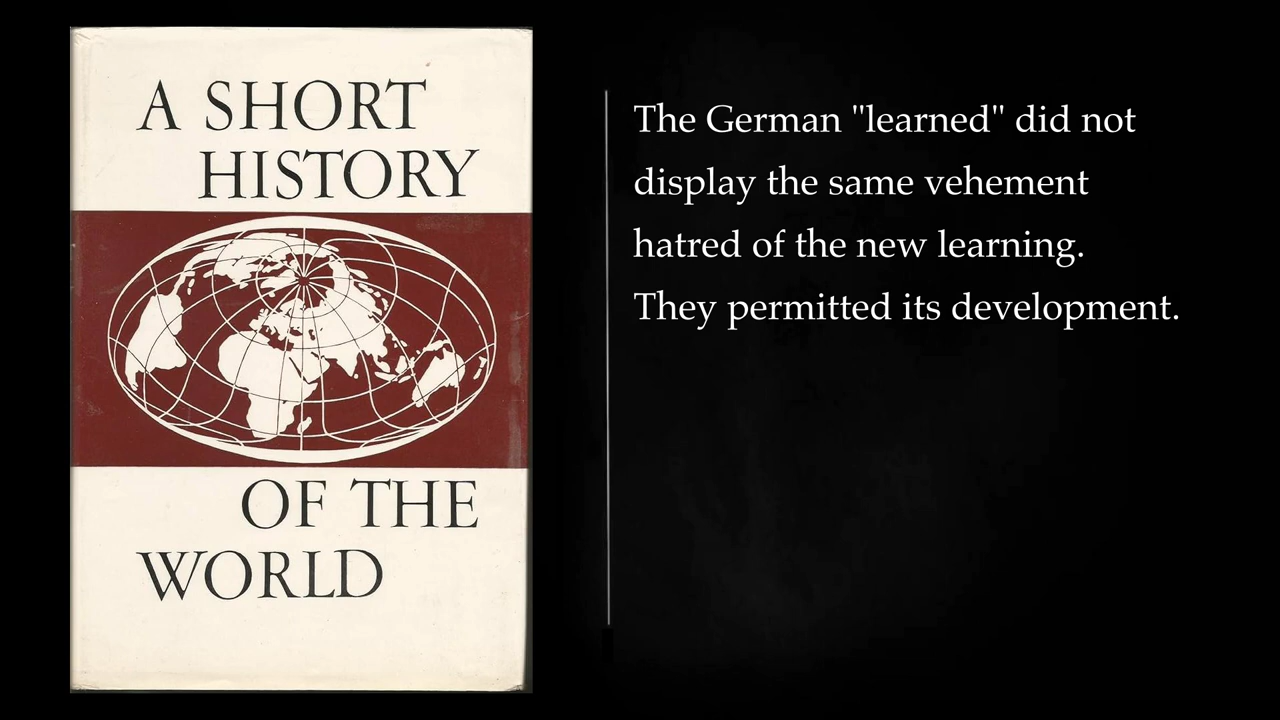 A SHORT
HISTORY
OF THE
WORLD
The German "learned" did not
display the same vehement
hatred of the new learning.
They permitted its development.